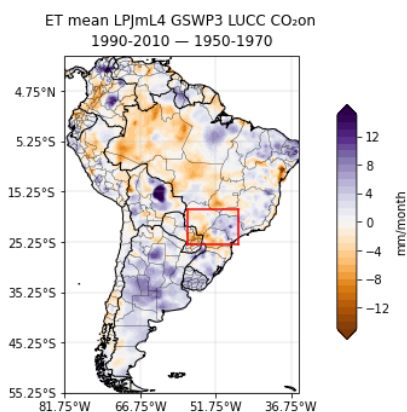 ET mean LPJmL4 GSWP3 LUCC CO₂on
1990-2010 — 1950-1970
4.75°N
5.25°S
15.25°S
25.25°S
35.25°S
45.25°S
55.25°S
81.75°W 66.75°W 51.75°W 36.75°W
12
8
4
0
−4
−8
−12
mm/month